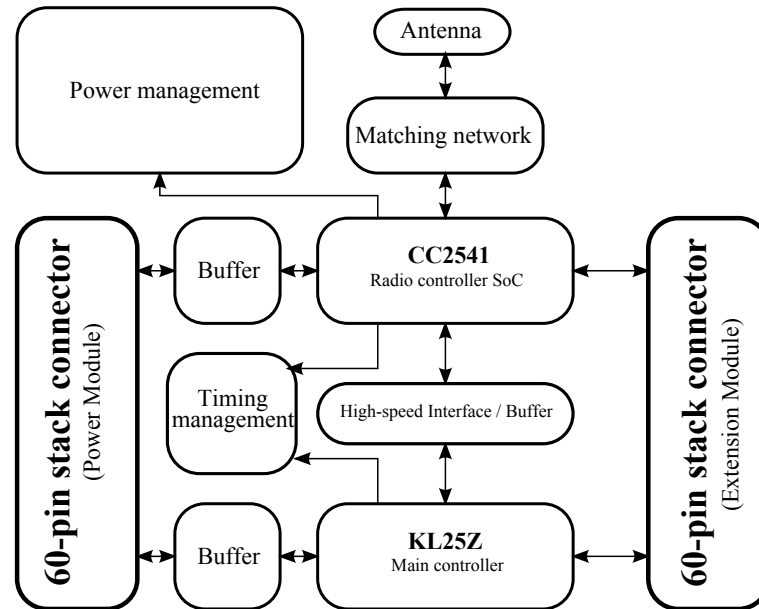 Antenna
Power management
Matching network
60-pin stack connector
(Power Module)
Buffer
CC2541
Radio controller SoC
60-pin stack connector
(Extension Module)
Timing
management
High-speed Interface / Buffer
Buffer
KL25Z
Main controller